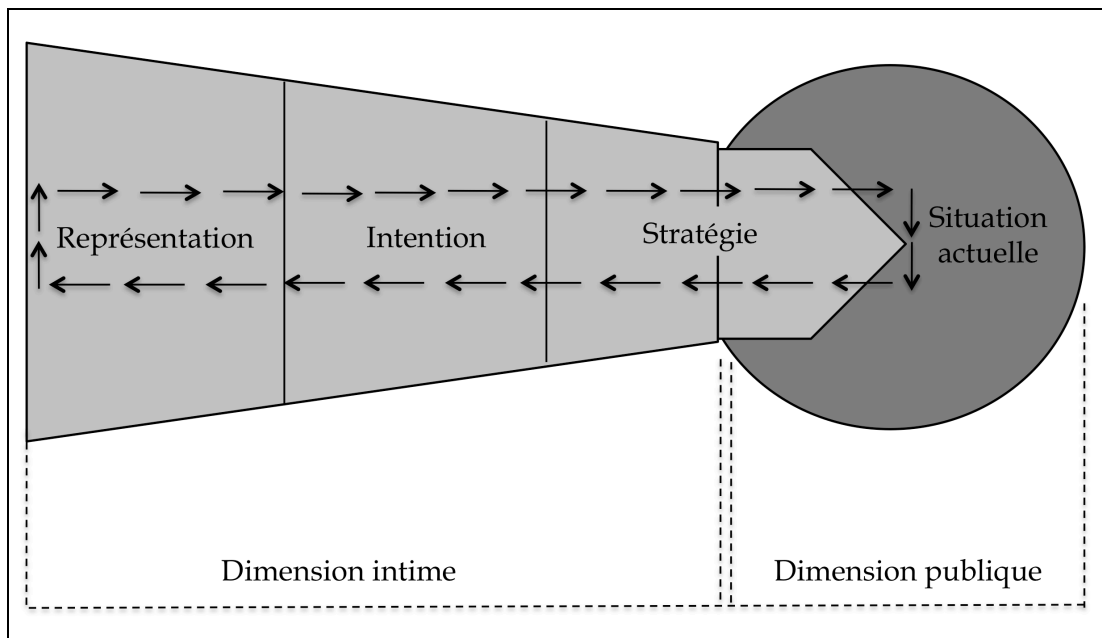 Représentation
Intention
Stratégie
Situation
actuelle
Dimension intime
Dimension publique